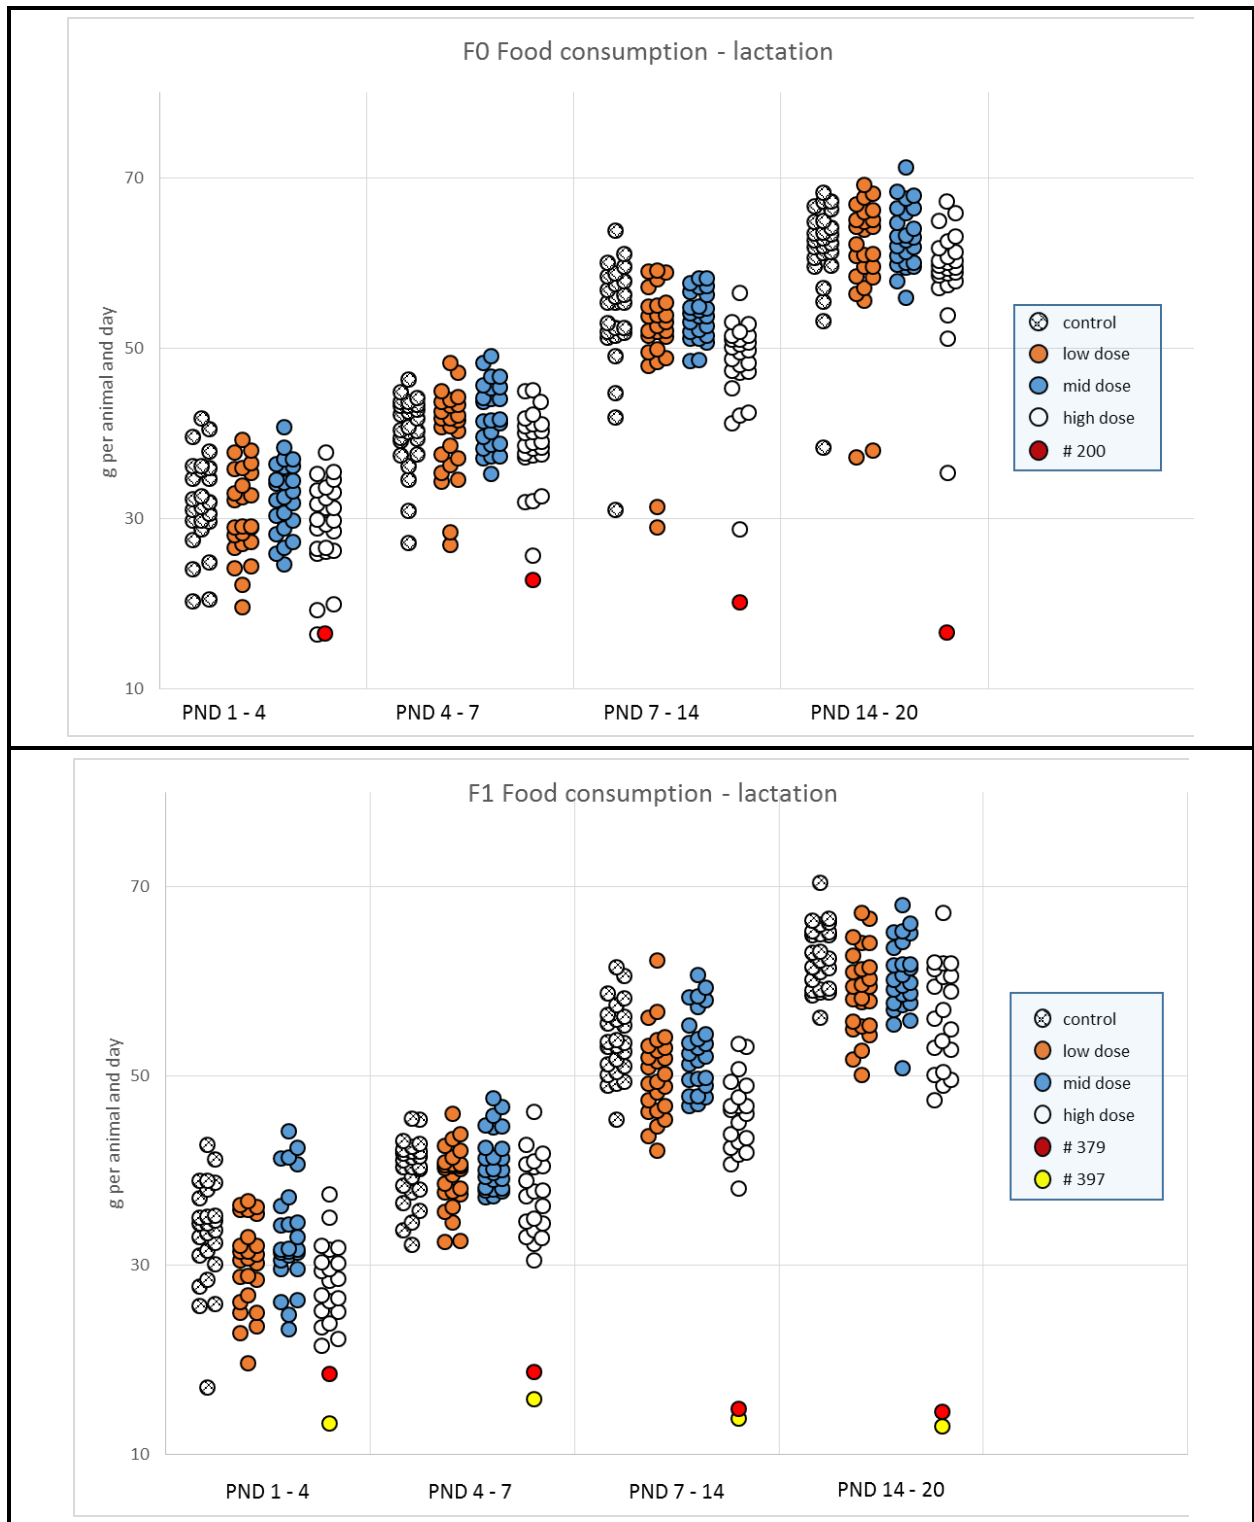 F0 Food consumption - lactation
70
50
30
10
g per animal and day
control
low dose
mid dose
high dose
# 200
PND 1 - 4
PND 4 - 7
PND 7 - 14
PND 14 - 20
F1 Food consumption - lactation
70
50
30
10
g per animal and day
control
low dose
mid dose
high dose
# 379
# 397
PND 1 - 4
PND 4 - 7
PND 7 - 14
PND 14 - 20